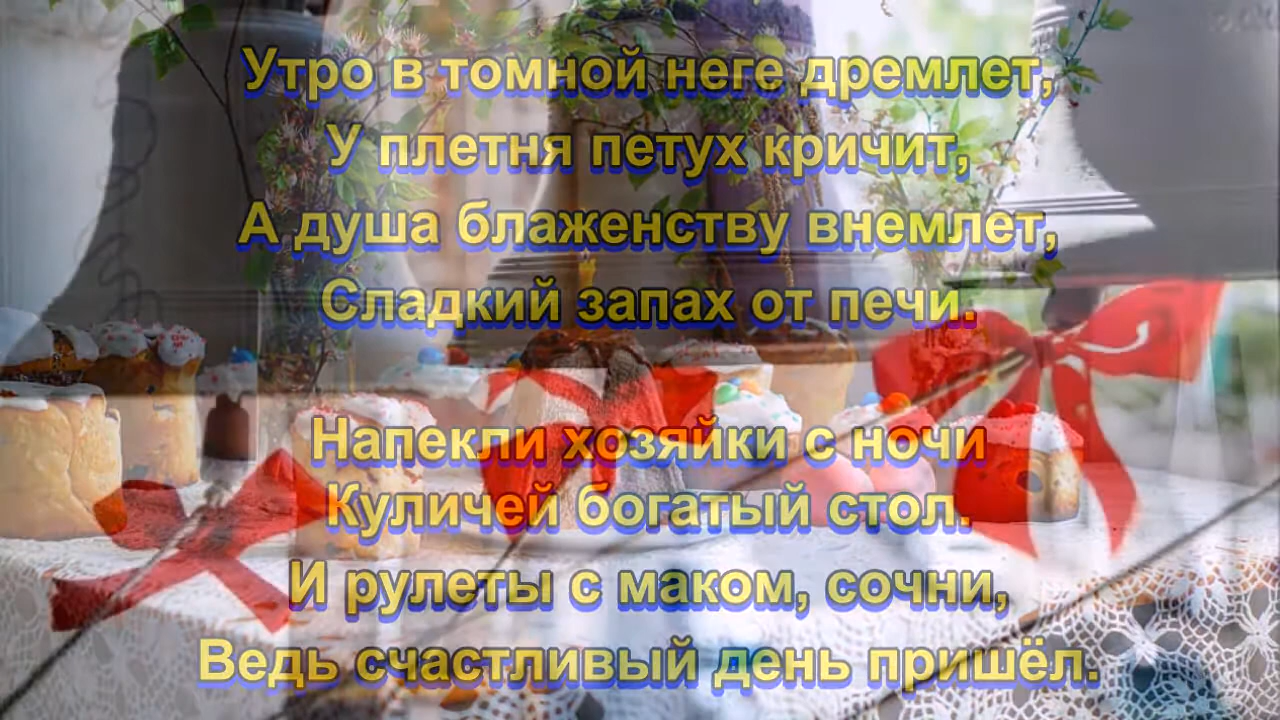 Утро в томной неге дремлет,
У плетня петух кричит,
А душа блаженству внемлет,
Сладкий запах от печи.
Напекли хозяйки с ночи
Куличей богатый стол.
И рулеты с маком, сочни,
Ведь счастливый день пришёл.